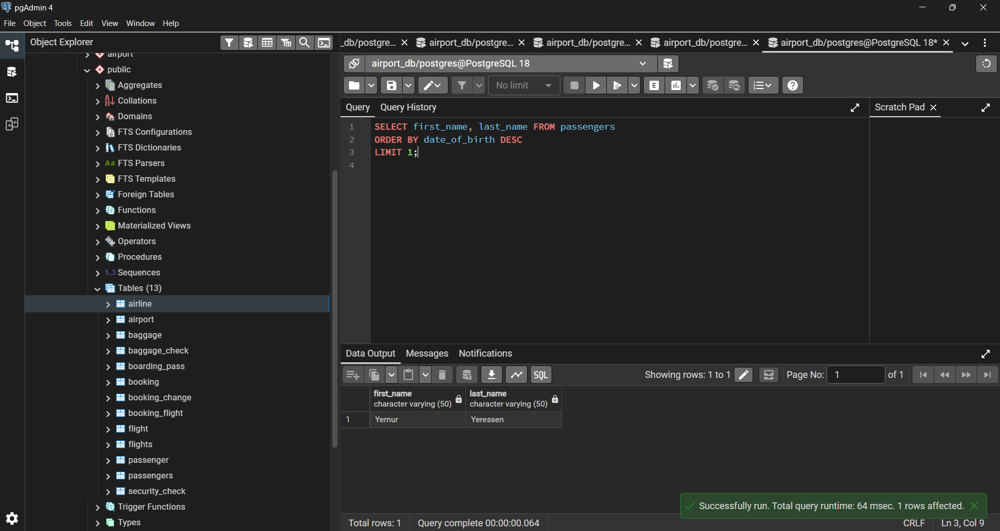 pgAdmin 4
File Object Tools Edit View Window Help
Object Explorer
airport
public
Aggregates
Collations
Domains
FTS Configurations
FTS Dictionaries
Aa FTS Parsers
FTS Templates
Foreign Tables
Functions
Materialized Views
Operators
Procedures
1..3 Sequences
Tables (13)
airline
airport
baggage
baggage_check
boarding_pass
booking
booking_change
booking_flight
flight
flights
passenger
passengers
security_check
Trigger Functions
Types
_db/postgre... airport_db/postgre... airport_db/postgre... airport_db/postgre... airport_db/postgres@PostgreSQL 18*
airport_db/postgres@PostgreSQL 18
No limit E
Query Query History
Scratch Pad
1 SELECT first_name, last_name FROM passengers
2 ORDER BY date_of_birth DESC
3 LIMIT 1;
4
Data Output Messages Notifications
SQL Showing rows: 1 to 1 Page No: 1 of 1
first_name last_name
character varying (50) character varying (50)
1 Yernur Yeressen
Successfully run. Total query runtime: 64 msec. 1 rows affected.
Total rows: 1 Query complete 00:00:00.064 CRLF Ln 3, Col 9